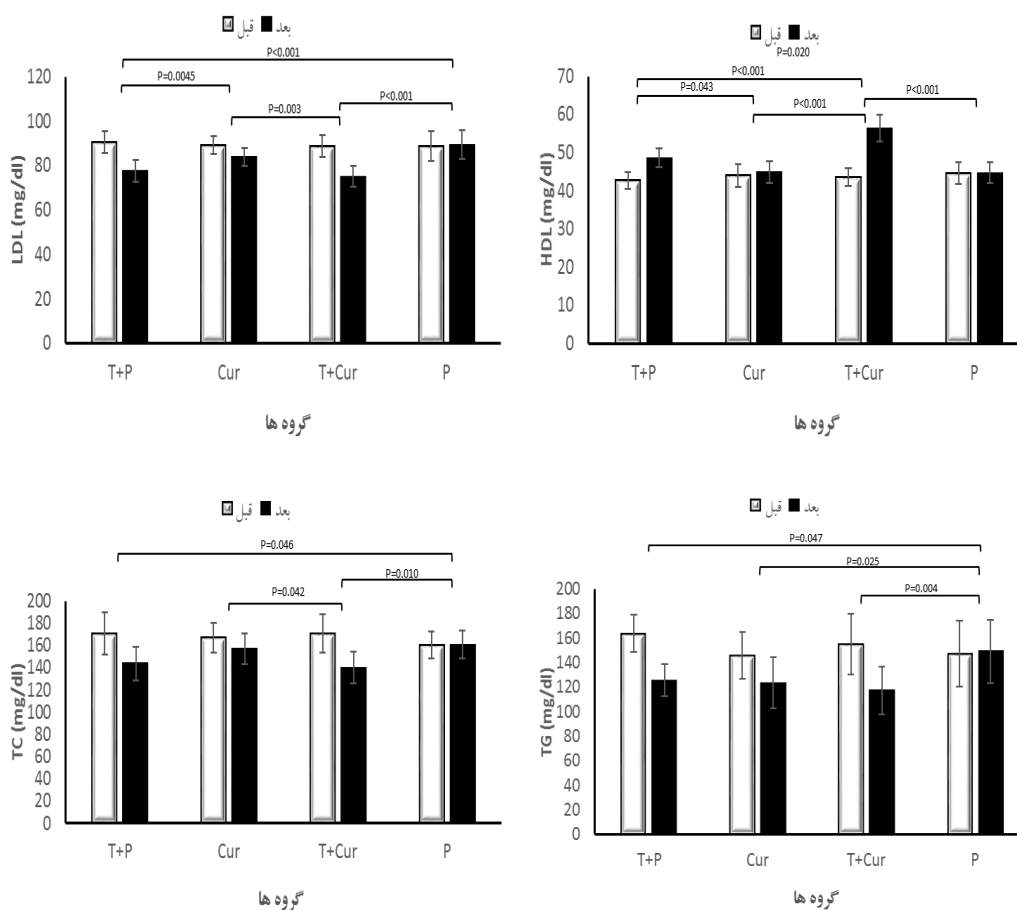 قبل بعد
P<0.001
P=0.0045
P=0.003
P<0.001
120
100
80
60
40
20
0
LDL (mg/dl)
T+P Cur T+Cur P
گروه ها
قبل بعد
P=0.020
P<0.001
P=0.043
P<0.001
P<0.001
70
60
50
40
30
20
10
0
HDL (mg/dl)
T+P Cur T+Cur P
گروه ها
قبل بعد
P=0.046
P=0.010
P=0.042
200
180
160
140
120
100
80
60
40
20
0
TC (mg/dl)
T+P Cur T+Cur P
گروه ها
قبل بعد
P=0.047
P=0.025
P=0.004
200
180
160
140
120
100
80
60
40
20
0
TG (mg/dl)
T+P Cur T+Cur P
گروه ها